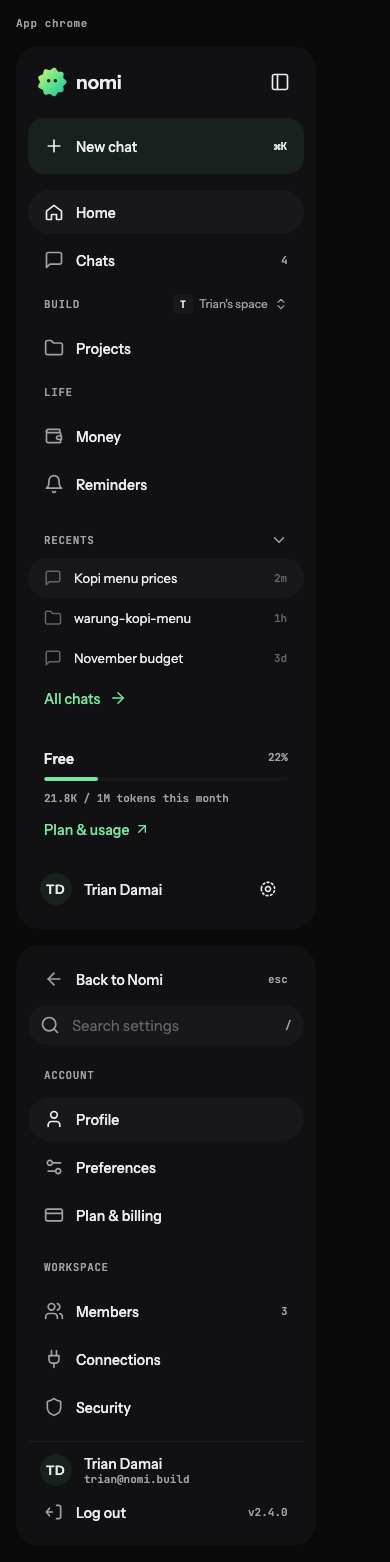 App chrome
nomi
New chat ⌘K
Home
Chats 4
BUILD T Trian's space
Projects
LIFE
Money
Reminders
RECENTS
Kopi menu prices 2m
warung-kopi-menu 1h
November budget 3d
All chats →
Free 22%
21.8K / 1M tokens this month
Plan & usage ↗
TD Trian Damai
← Back to Nomi esc
Search settings /
ACCOUNT
Profile
Preferences
Plan & billing
WORKSPACE
Members 3
Connections
Security
TD Trian Damai
trian@nomi.build
Log out v2.4.0